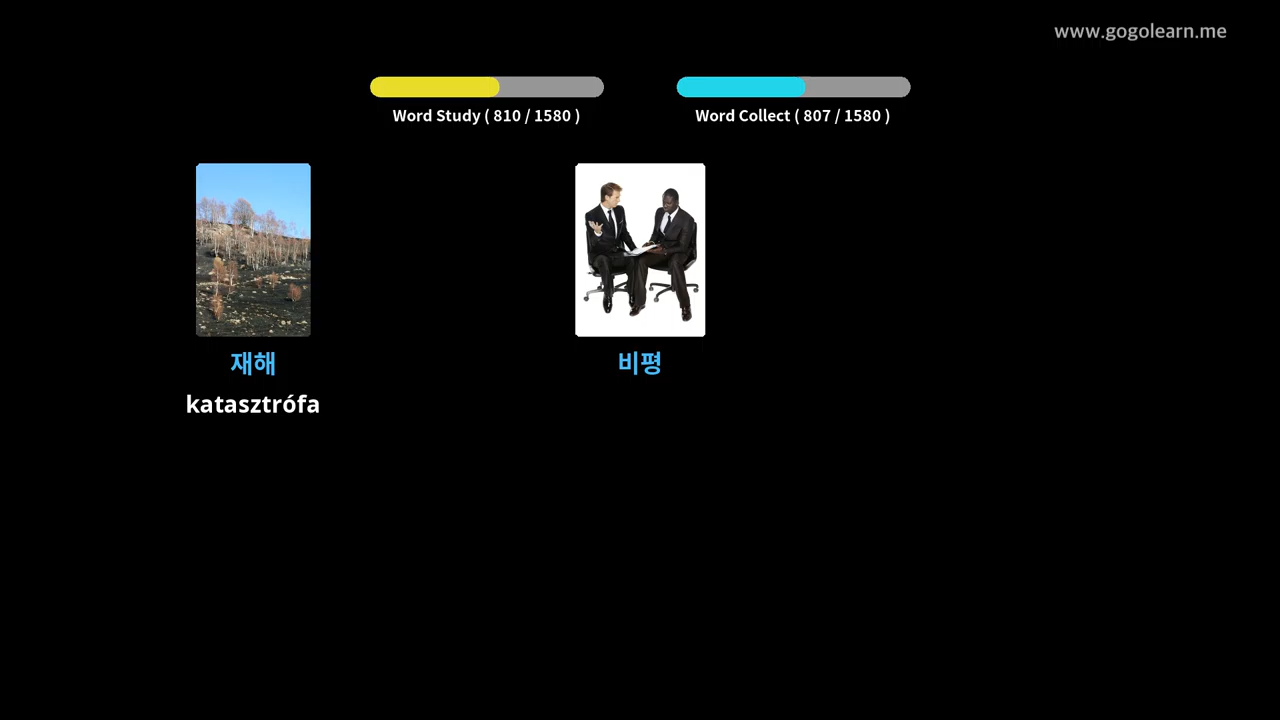 www.gogolearn.me
Word Study ( 810 / 1580 )
Word Collect ( 807 / 1580 )
재해
비평
katasztrófa